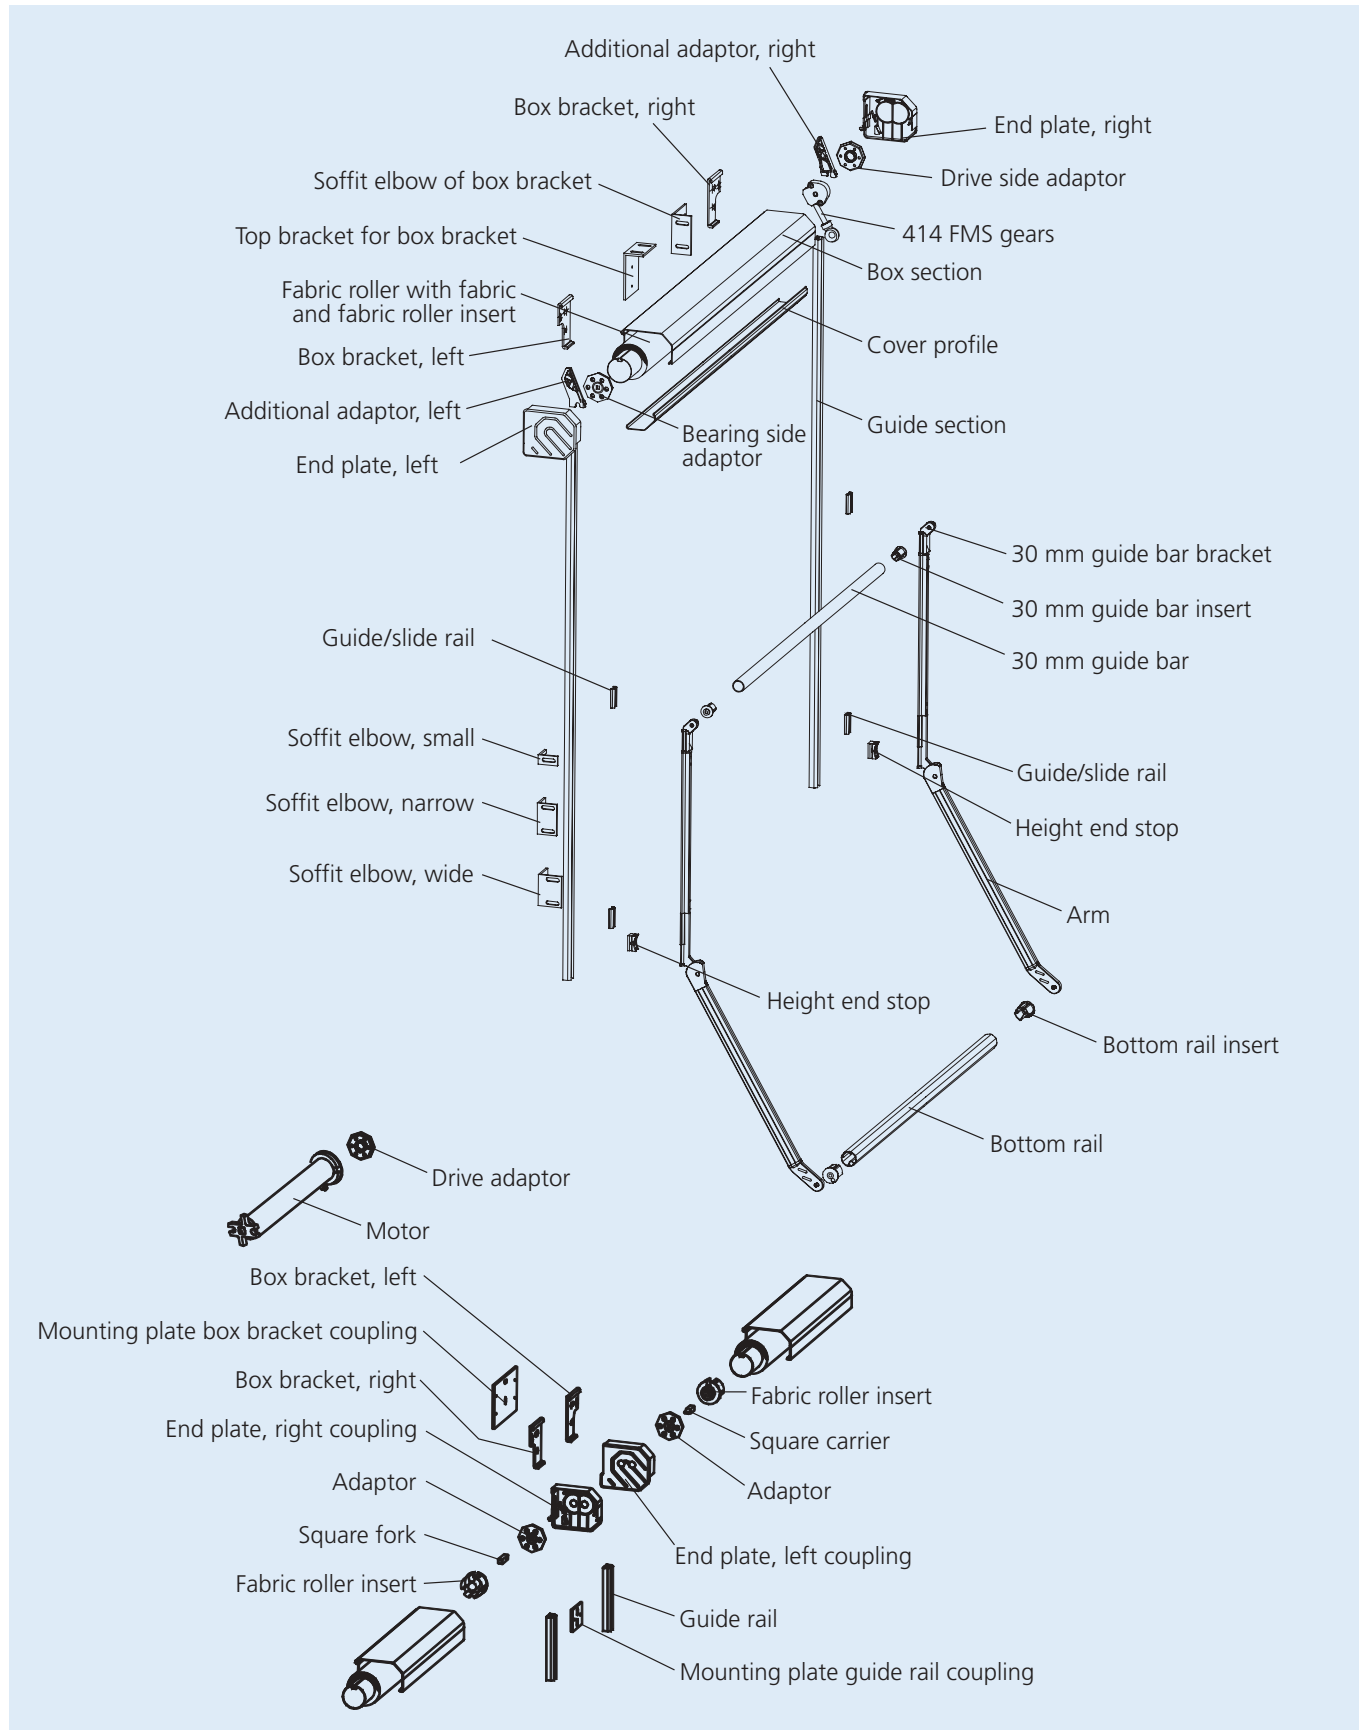 Additional adaptor, right
Box bracket, right
End plate, right
Soffit elbow of box bracket
Drive side adaptor
Top bracket for box bracket
414 FMS gears
Box section
Fabric roller with fabric
and fabric roller insert
Cover profile
Box bracket, left
Additional adaptor, left
Guide section
Bearing side
adaptor
End plate, left
30 mm guide bar bracket
30 mm guide bar insert
Guide/slide rail
30 mm guide bar
Soffit elbow, small
Guide/slide rail
Soffit elbow, narrow
Height end stop
Soffit elbow, wide
Arm
Height end stop
Bottom rail insert
Bottom rail
Drive adaptor
Motor
Box bracket, left
Mounting plate box bracket coupling
Box bracket, right
Fabric roller insert
End plate, right coupling
Square carrier
Adaptor
Adaptor
Square fork
End plate, left coupling
Fabric roller insert
Guide rail
Mounting plate guide rail coupling